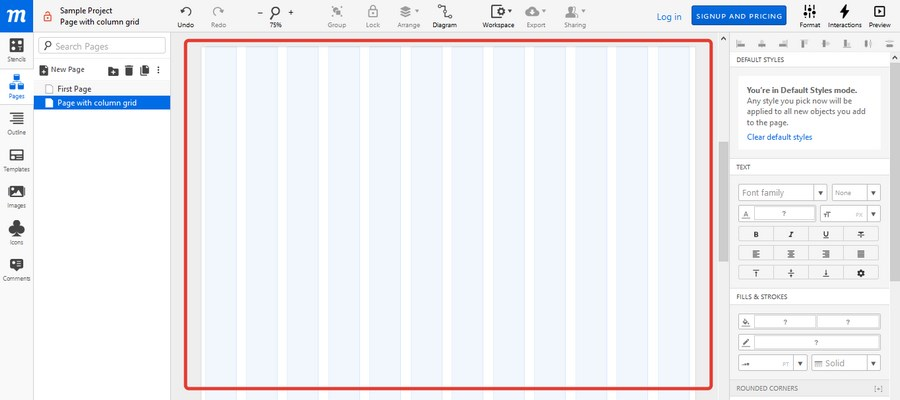 m
Sample Project
Page with column grid
Undo
Redo
75%
Group
Lock
Arrange
Diagram
Workspace
Export
Sharing
Log in
SIGNUP AND PRICING
Format
Interactions
Preview
Stencils
Pages
Outline
Templates
Images
Icons
Comments
Search Pages
New Page
First Page
Page with column grid
DEFAULT STYLES
You're in Default Styles mode.
Any style you pick now will be
applied to all new objects you add
to the page.
Clear default styles
TEXT
Font family
None
A
?
PX
B
I
U
T
FILLS & STROKES
?
?
?
PT
Solid
ROUNDED CORNERS
[+]